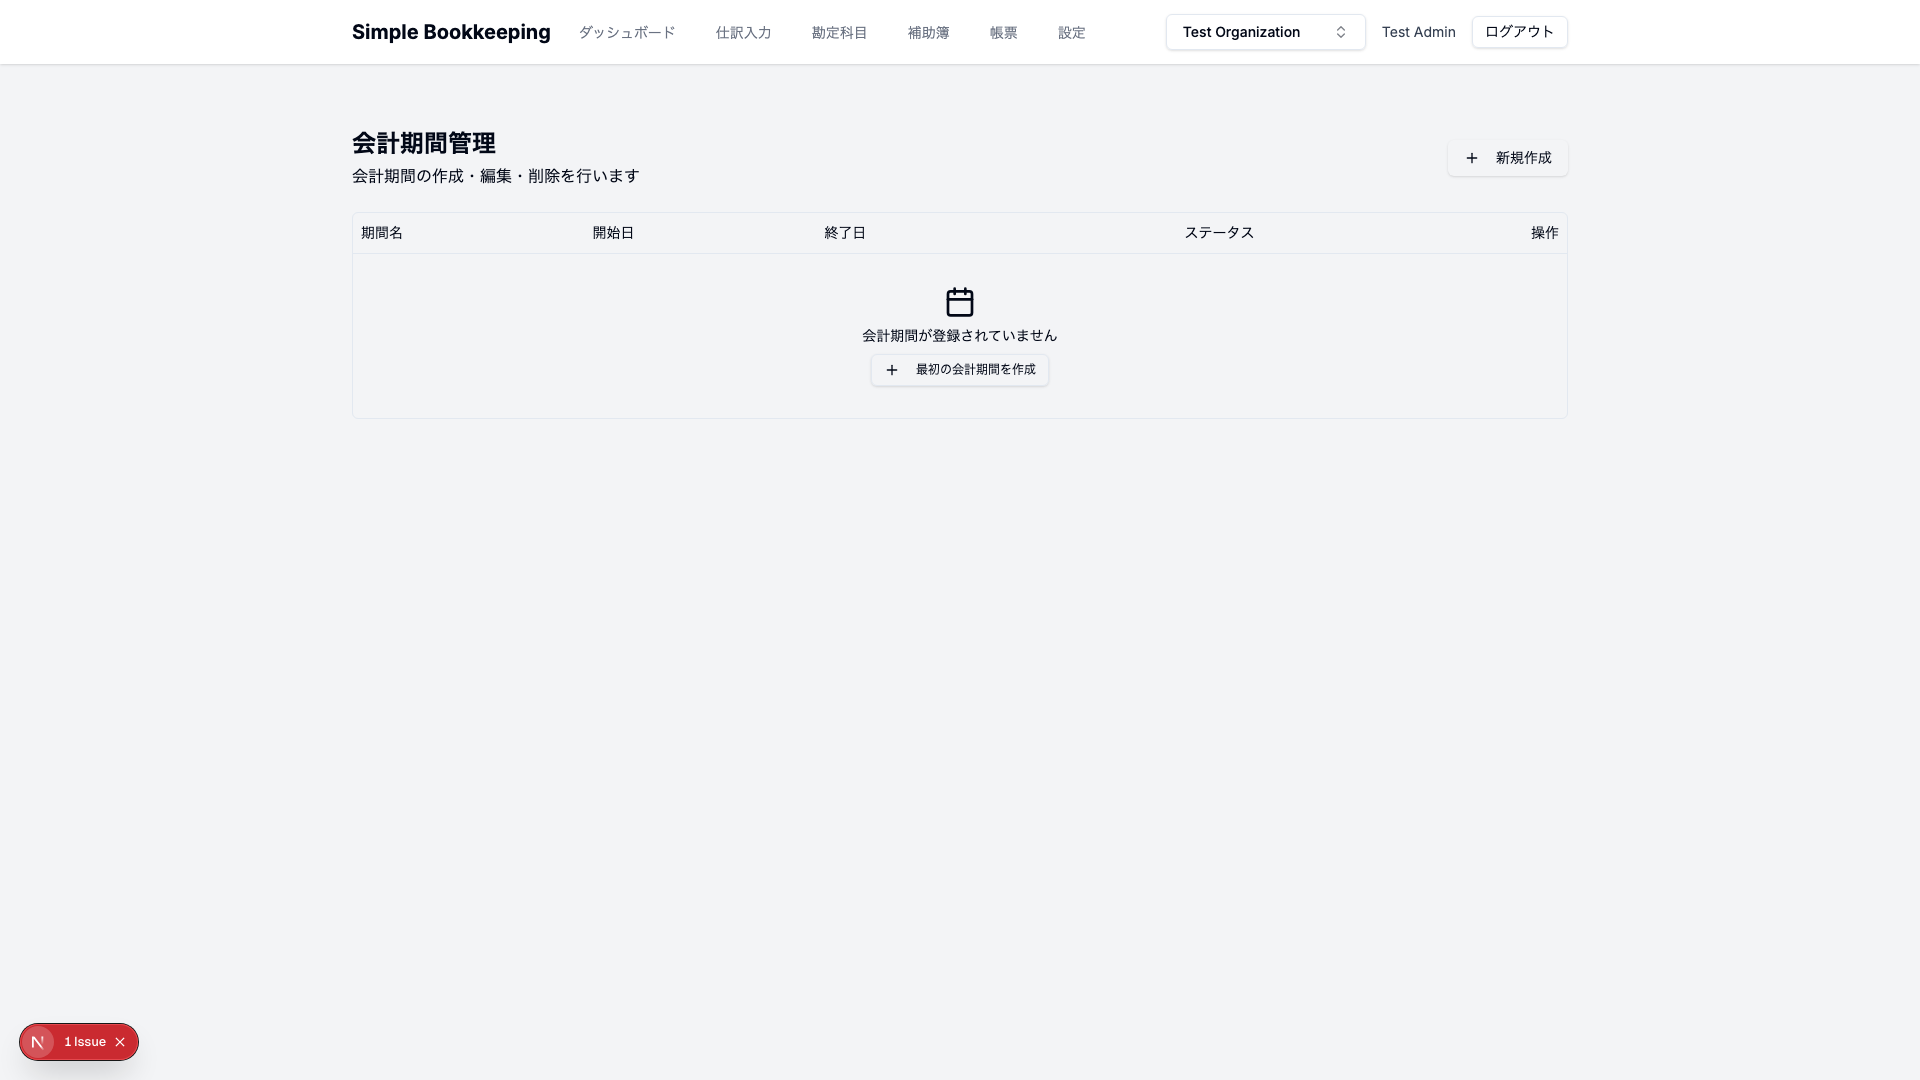 Simple Bookkeeping ダッシュボード 仕訳入力 勘定科目 補助簿 帳票 設定 Test Organization Test Admin ログアウト
会計期間管理
会計期間の作成・編集・削除を行います
新規作成
期間名 開始日 終了日 ステータス 操作
会計期間が登録されていません
最初の会計期間を作成
N 1 Issue